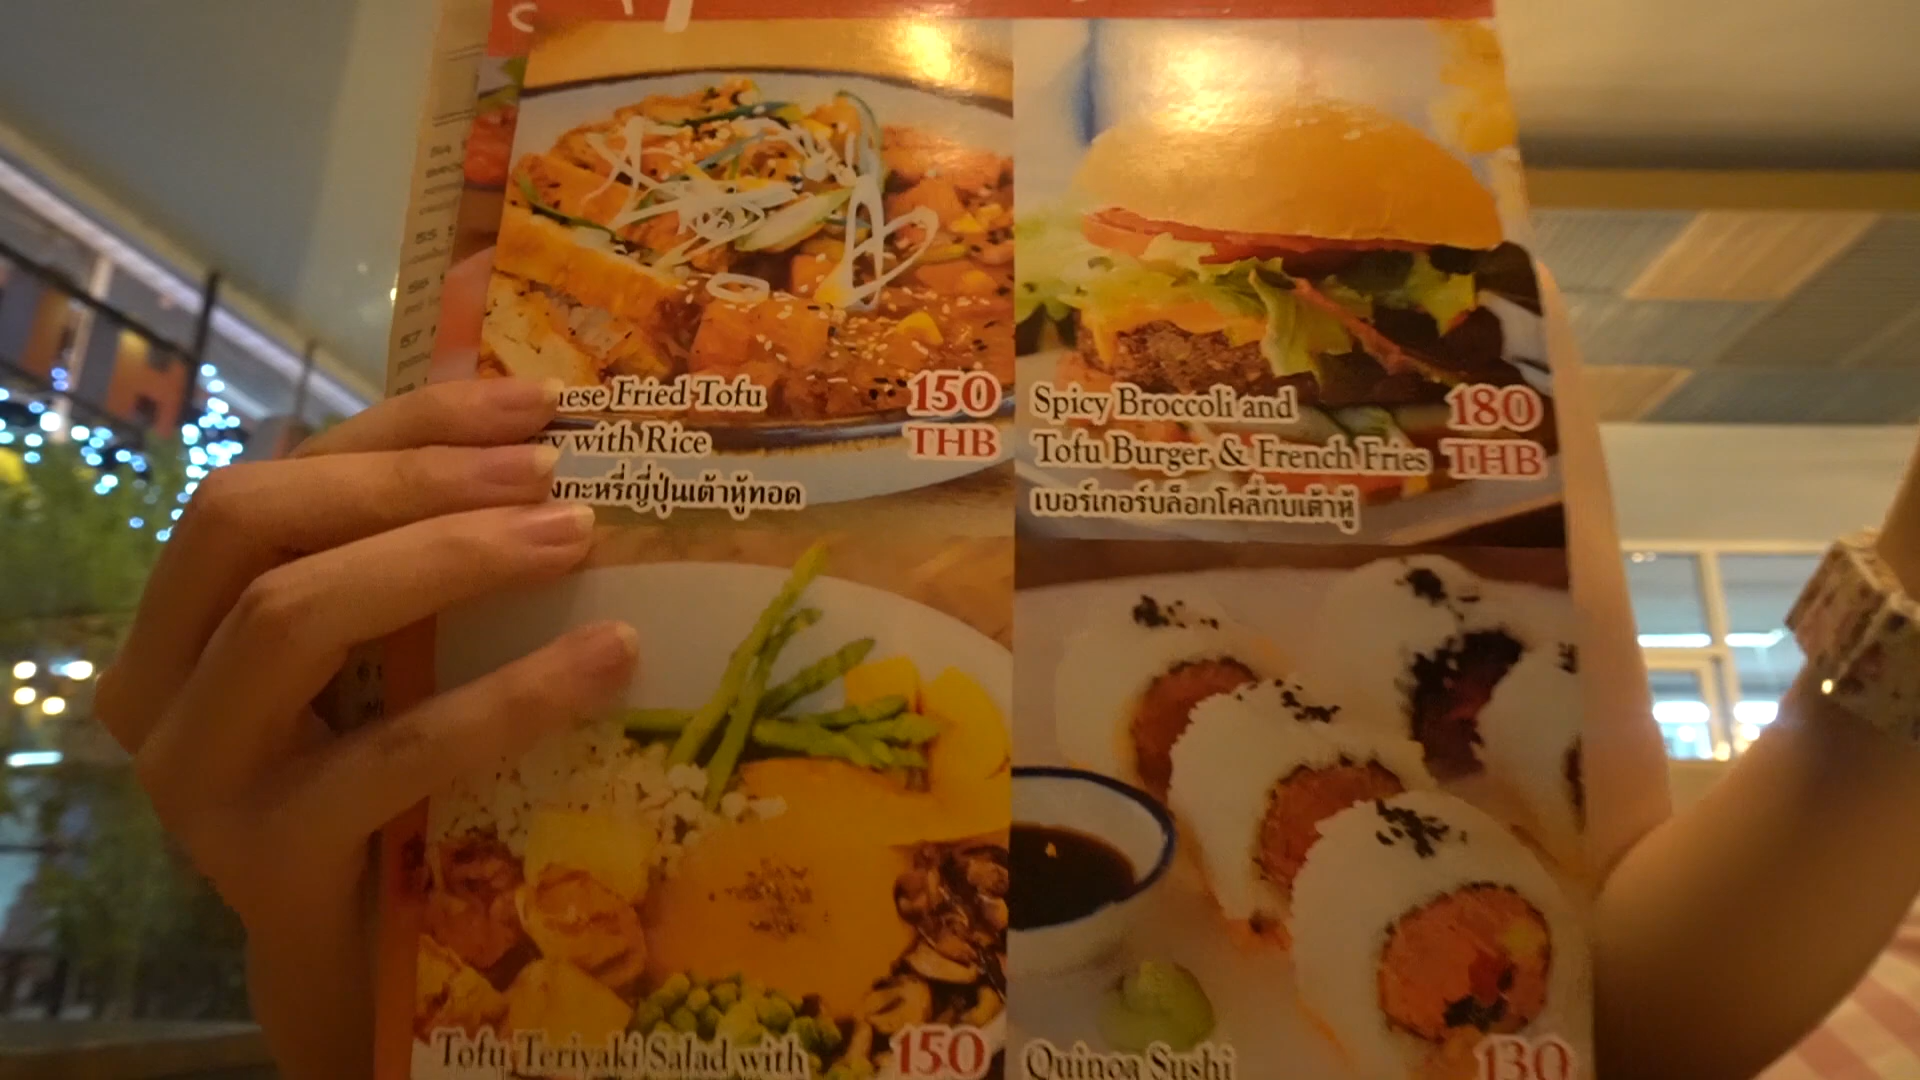 nese Fried Tofu
ry with Rice
งกะหรี่ญี่ปุ่นเต้าหู้ทอด
150
THB
Spicy Broccoli and
Tofu Burger & French Fries
เบอร์เกอร์บล็อกโคลี่กับเต้าหู้
180
THB
Tofu Teriyaki Salad with
150
Quinoa Sushi
130